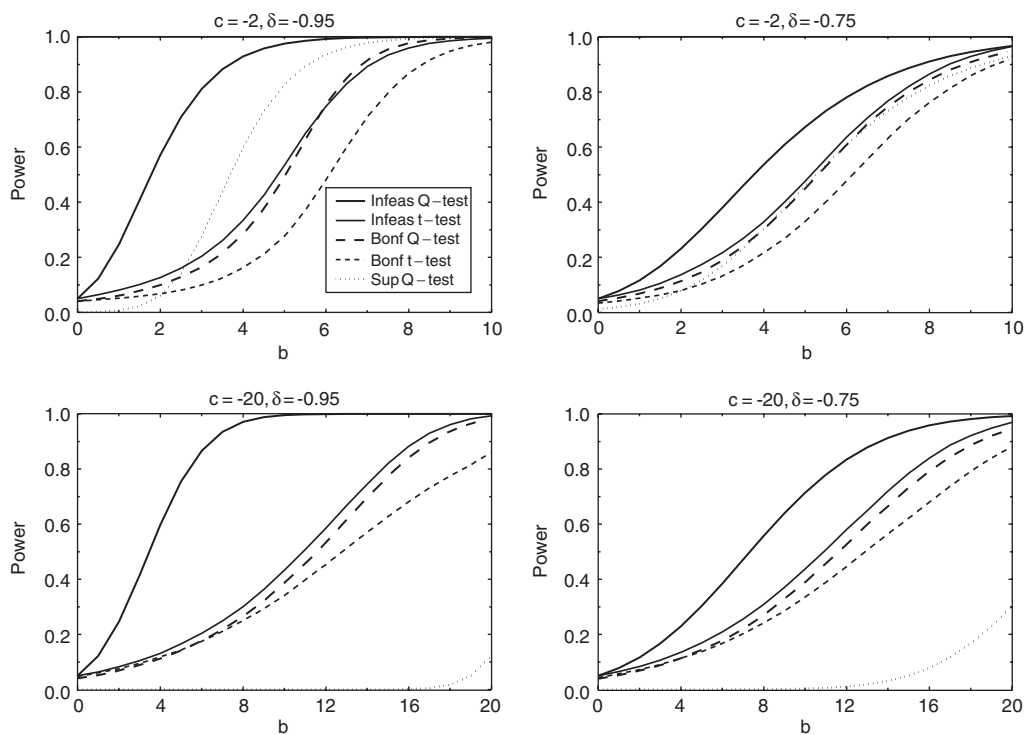 c = -2, δ = -0.95
1.0
0.8
0.6
0.4
0.2
0.0
Power
0 2 4 6 8 10
b
Infeas Q-test
Infeas t-test
Bonf Q-test
Bonf t-test
Sup Q-test
c = -2, δ = -0.75
1.0
0.8
0.6
0.4
0.2
0.0
Power
0 2 4 6 8 10
b
c = -20, δ = -0.95
1.0
0.8
0.6
0.4
0.2
0.0
Power
0 4 8 12 16 20
b
c = -20, δ = -0.75
1.0
0.8
0.6
0.4
0.2
0.0
Power
0 4 8 12 16 20
b